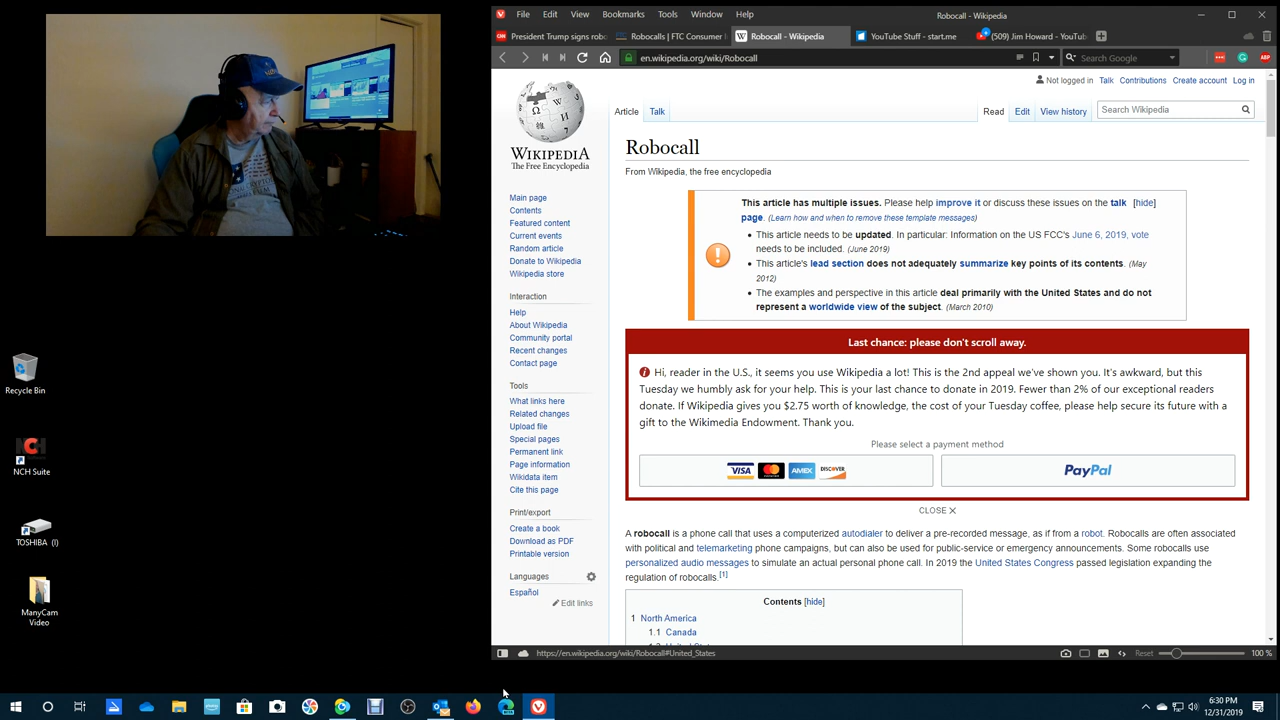 File Edit View Bookmarks Tools Window Help
Robocall - Wikipedia
President Trump signs robo
Robocalls | FTC Consumer I
Robocall - Wikipedia
YouTube Stuff - start.me
(509) Jim Howard - YouTub
en.wikipedia.org/wiki/Robocall
Search Google
Not logged in Talk Contributions Create account Log in
Article Talk
Read Edit View history
Search Wikipedia
WIKIPEDIA
The Free Encyclopedia
Main page
Contents
Featured content
Current events
Random article
Donate to Wikipedia
Wikipedia store
Interaction
Help
About Wikipedia
Community portal
Recent changes
Contact page
Tools
What links here
Related changes
Upload file
Special pages
Permanent link
Page information
Wikidata item
Cite this page
Print/export
Create a book
Download as PDF
Printable version
Languages
Español
Edit links
Robocall
From Wikipedia, the free encyclopedia
This article has multiple issues. Please help improve it or discuss these issues on the talk [hide]
page. (Learn how and when to remove these template messages)
• This article needs to be updated. In particular: Information on the US FCC's June 6, 2019, vote
needs to be included. (June 2019)
• This article's lead section does not adequately summarize key points of its contents. (May
2012)
• The examples and perspective in this article deal primarily with the United States and do not
represent a worldwide view of the subject. (March 2010)
Last chance: please don't scroll away.
Hi, reader in the U.S., it seems you use Wikipedia a lot! This is the 2nd appeal we've shown you. It's awkward, but this
Tuesday we humbly ask for your help. This is your last chance to donate in 2019. Fewer than 2% of our exceptional readers
donate. If Wikipedia gives you $2.75 worth of knowledge, the cost of your Tuesday coffee, please help secure its future with a
gift to the Wikimedia Endowment. Thank you.
Please select a payment method
VISA MasterCard AMEX DISCOVER
PayPal
CLOSE X
A robocall is a phone call that uses a computerized autodialer to deliver a pre-recorded message, as if from a robot. Robocalls are often associated
with political and telemarketing phone campaigns, but can also be used for public-service or emergency announcements. Some robocalls use
personalized audio messages to simulate an actual personal phone call. In 2019 the United States Congress passed legislation expanding the
regulation of robocalls.[1]
Contents [hide]
1 North America
1.1 Canada
https://en.wikipedia.org/wiki/Robocall#United_States
Reset
100 %
Recycle Bin
NCH Suite
TOSHIBA (I)
ManyCam
Video
6:30 PM
12/31/2019